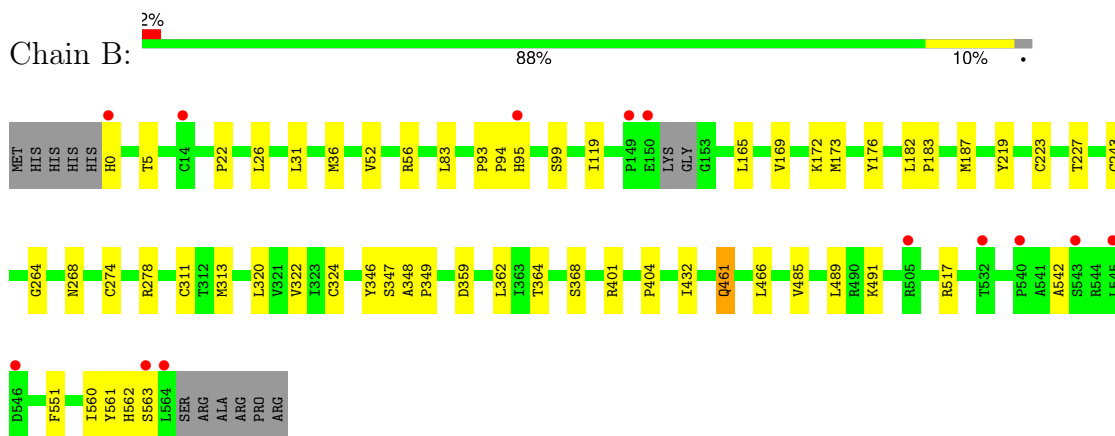 2%
Chain B:
88% 10% •
MET HIS HIS HIS HIS H0 T5 C14 P22 L26 L31 M36 V52 R56 L83 P93 P94 H95 S99 I119 P149 E150 LYS GLY G153 L165 V169 K172 M173 Y176 L182 P183 M187 Y219 C223 T227
G264 N268 C274 R278 C311 T312 M313 L320 V321 V322 I323 C324 Y346 S347 A348 P349 D359 L362 I363 T364 S368 R401 P404 I432 Q461 L466 V485 L489 R490 K491 R505 R517 T532 P540 A541 A542 S543 R544 L545
D546 F551 I560 Y561 H562 S563 L564 SER ARG ALA ARG PRO ARG